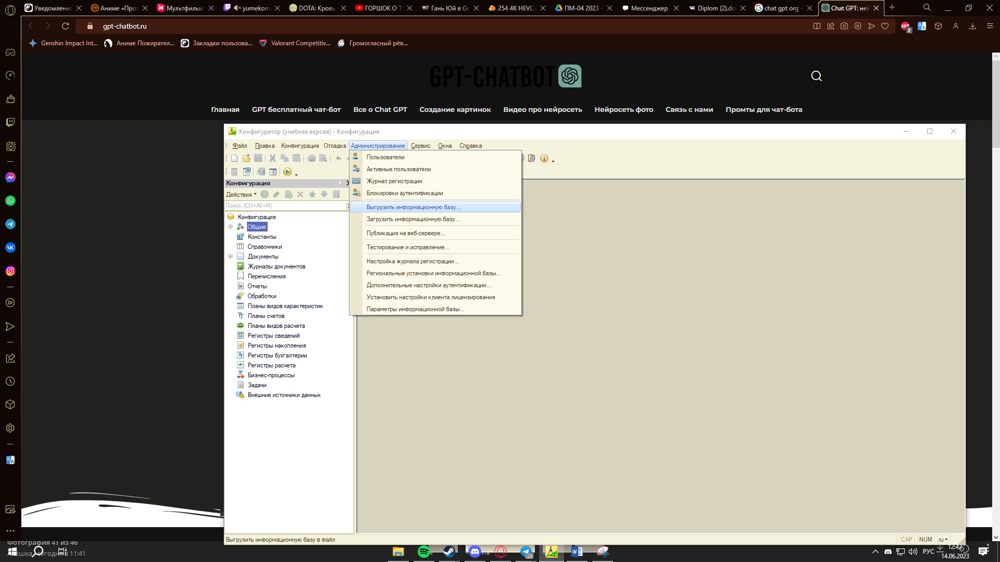 Уведомления
Аниме «Прот
Мультфильм
yumekom
DOTA: Кровь
ГОРШОК О Т
Гань Юй в Ge
254 4K HEVC.
ПМ-04 2023 -
Мессенджер
Diplom (2).do
chat gpt org -
Chat GPT: ней
gpt-chatbot.ru
ABP
2
Genshin Impact Int...
Аниме Пожирател...
Закладки пользова...
Valorant Competitiv...
Громогласный рёв...
GPT-CHATBOT
Главная
GPT бесплатный чат-бот
Все о Chat GPT
Создание картинок
Видео про нейросеть
Нейросеть фото
Связь с нами
Промты для чат-бота
Конфигуратор (учебная версия) - Конфигурация
Файл Правка Конфигурация Отладка Администрирование Сервис Окна Справка
Конфигурация
Действия
Поиск (Ctrl+Alt+M)
Конфигурация
Общие
Константы
Справочники
Документы
Журналы документов
Перечисления
Отчеты
Обработки
Планы видов характеристик
Планы счетов
Планы видов расчета
Регистры сведений
Регистры накопления
Регистры бухгалтерии
Регистры расчета
Бизнес-процессы
Задачи
Внешние источники данных
Пользователи
Активные пользователи
Журнал регистрации
Блокировки аутентификации
Выгрузить информационную базу...
Загрузить информационную базу...
Публикация на веб-сервере...
Тестирование и исправление...
Настройка журнала регистрации...
Региональные установки информационной базы...
Дополнительные настройки аутентификации...
Установить настройки клиента лицензирования
Параметры информационной базы...
Выгрузить информационную базу в файл
CAP NUM ru
Фотография 41 из 46
сегодня в 11:41
23
РУС
12:43
14.06.2023